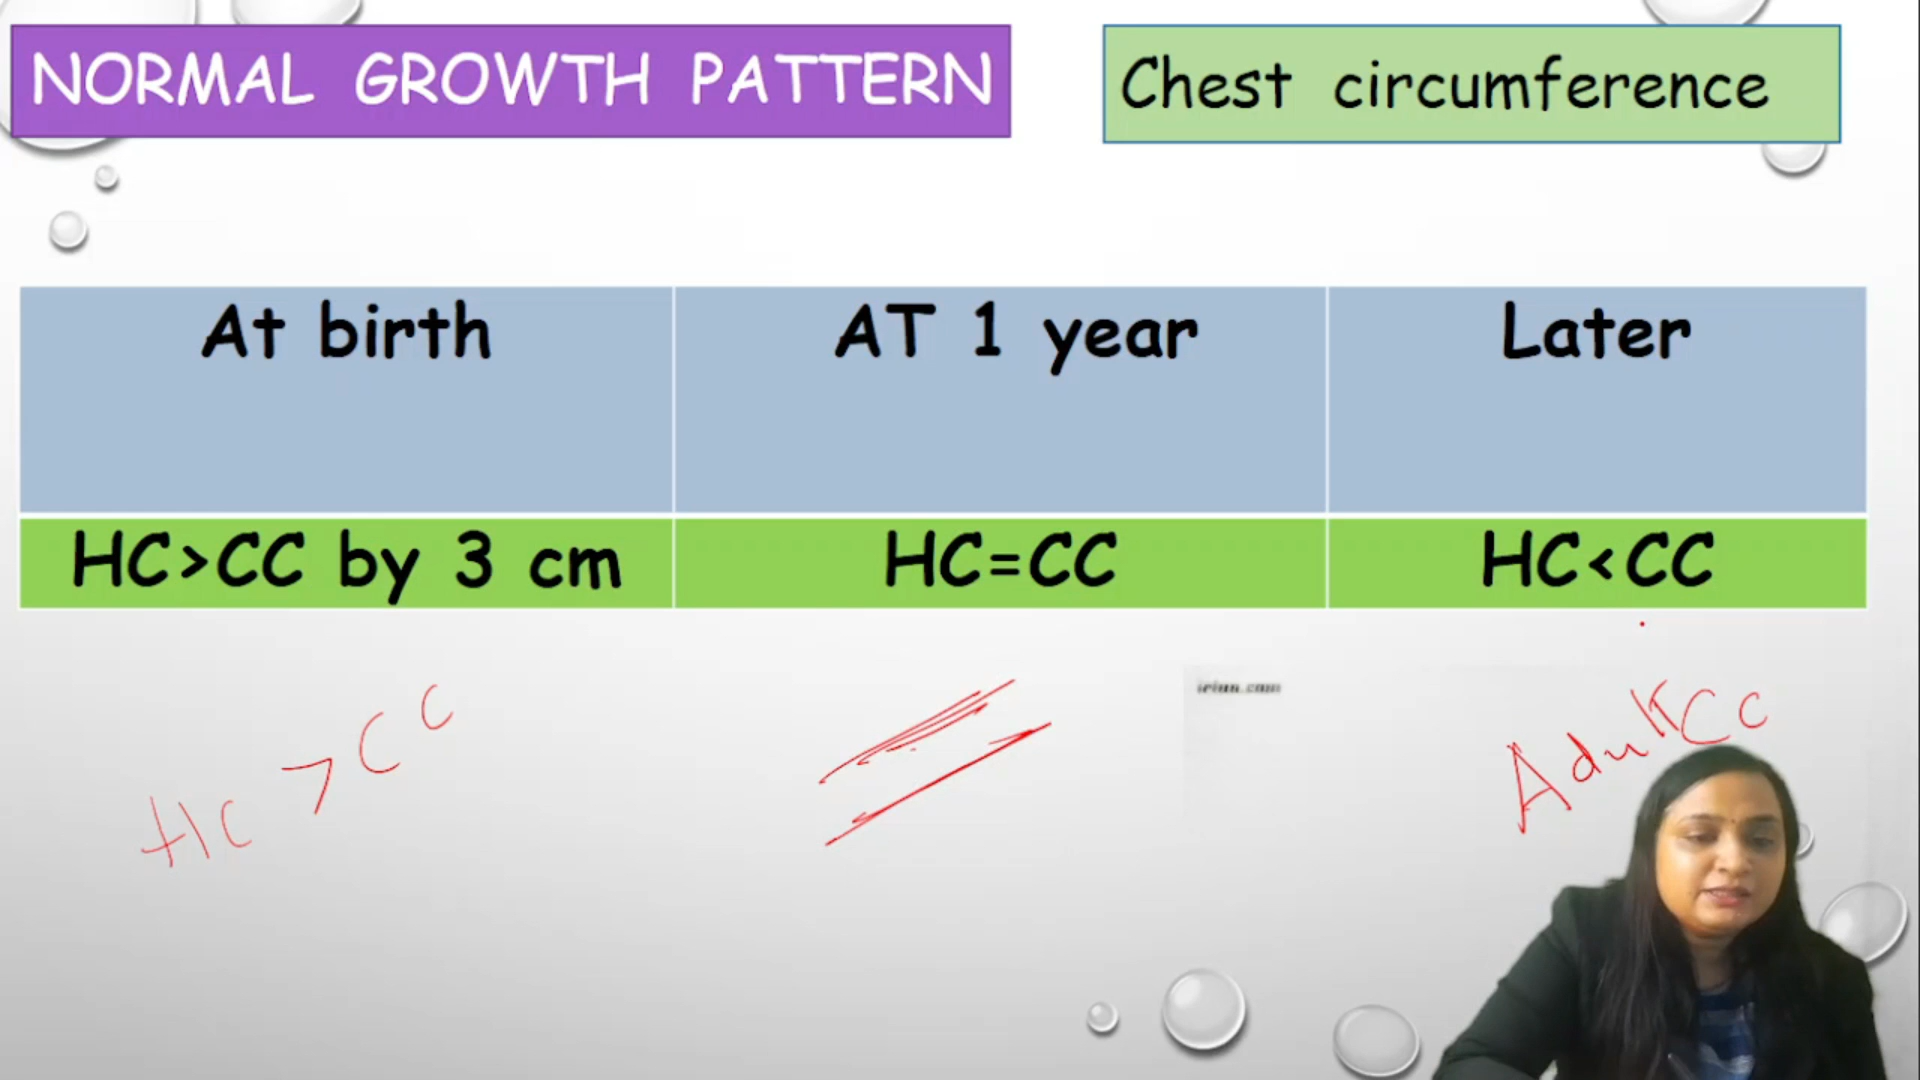 NORMAL GROWTH PATTERN
Chest circumference
At birth
AT 1 year
Later
HC>CC by 3 cm
HC=CC
HC<CC
HC > CC
Adult CC